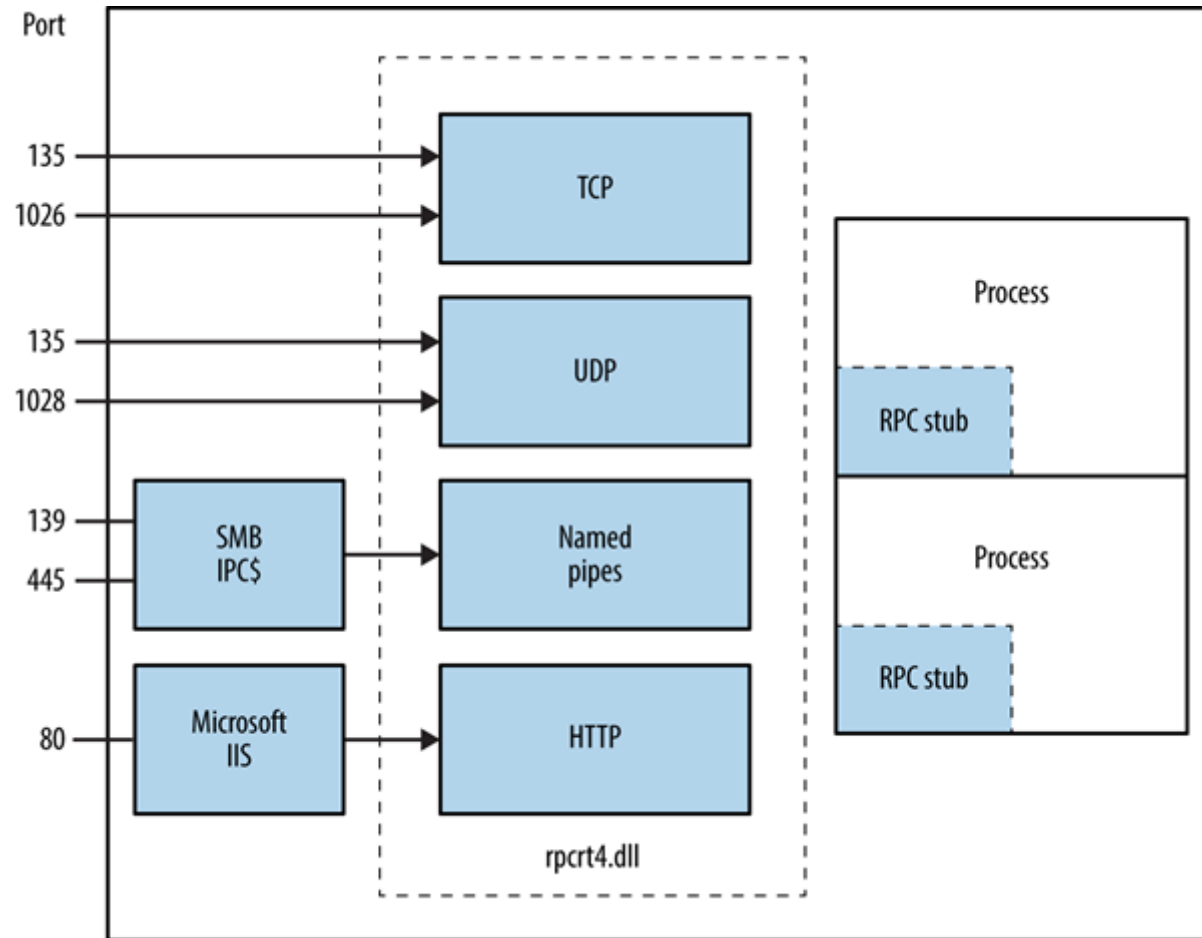 Port
135
TCP
1026
135
UDP
1028
139
SMB
IPC$
445
Named
pipes
80
Microsoft
IIS
HTTP
rpcrt4.dll
Process
RPC stub
Process
RPC stub